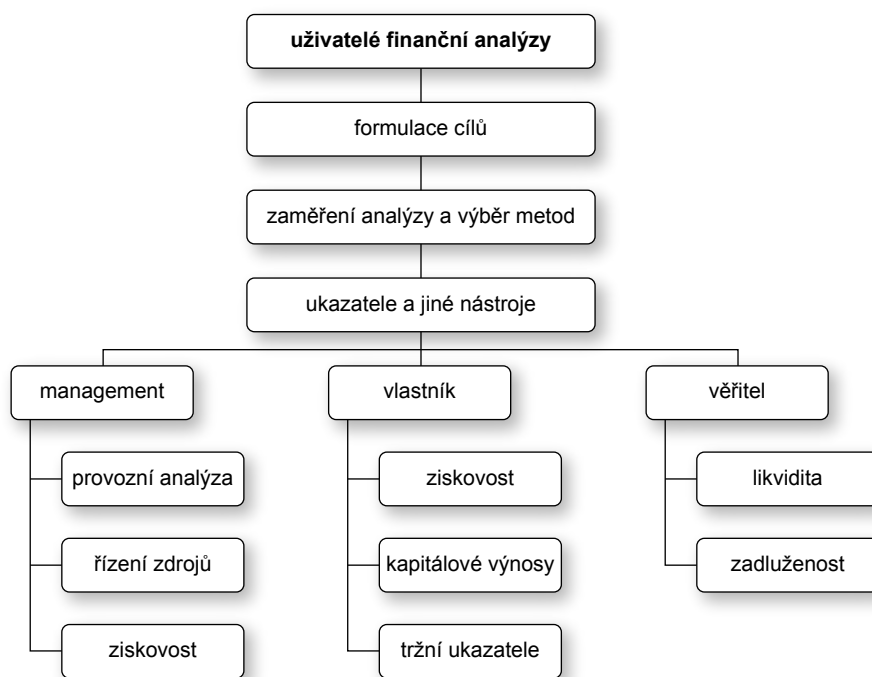 uživatelé finanční analýzy
formulace cílů
zaměření analýzy a výběr metod
ukazatele a jiné nástroje
management
provozní analýza
řízení zdrojů
ziskovost
vlastník
ziskovost
kapitálové výnosy
tržní ukazatele
věřitel
likvidita
zadluženost